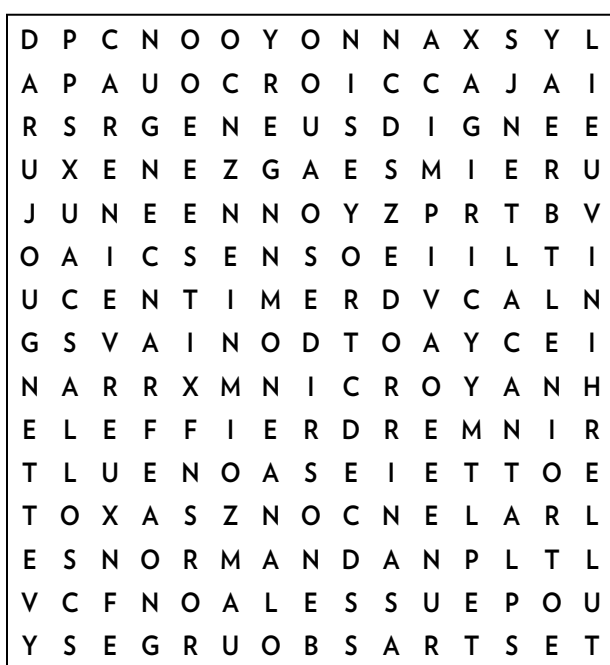 D P C N O O Y O N N A X S Y L
A P A U O C R O I C C A J A I
R S R G E N E U S D I G N E E
U X E N E Z G A E S M I E R U
J U N E E N N O Y Z P R T B V
O A I C S E N S O E I I L T I
U C E N T I M E R D V C A L N
G S V A I N O D T O A Y C E I
N A R R X M N I C R O Y A N H
E L E F F I E R D R E M N I R
T L U E N O A S E I E T T O E
T O X A S Z N O C N E L A R L
E S N O R M A N D A N P L T L
V C F N O A L E S S U E P O U
Y S E G R U O B S A R T S E T